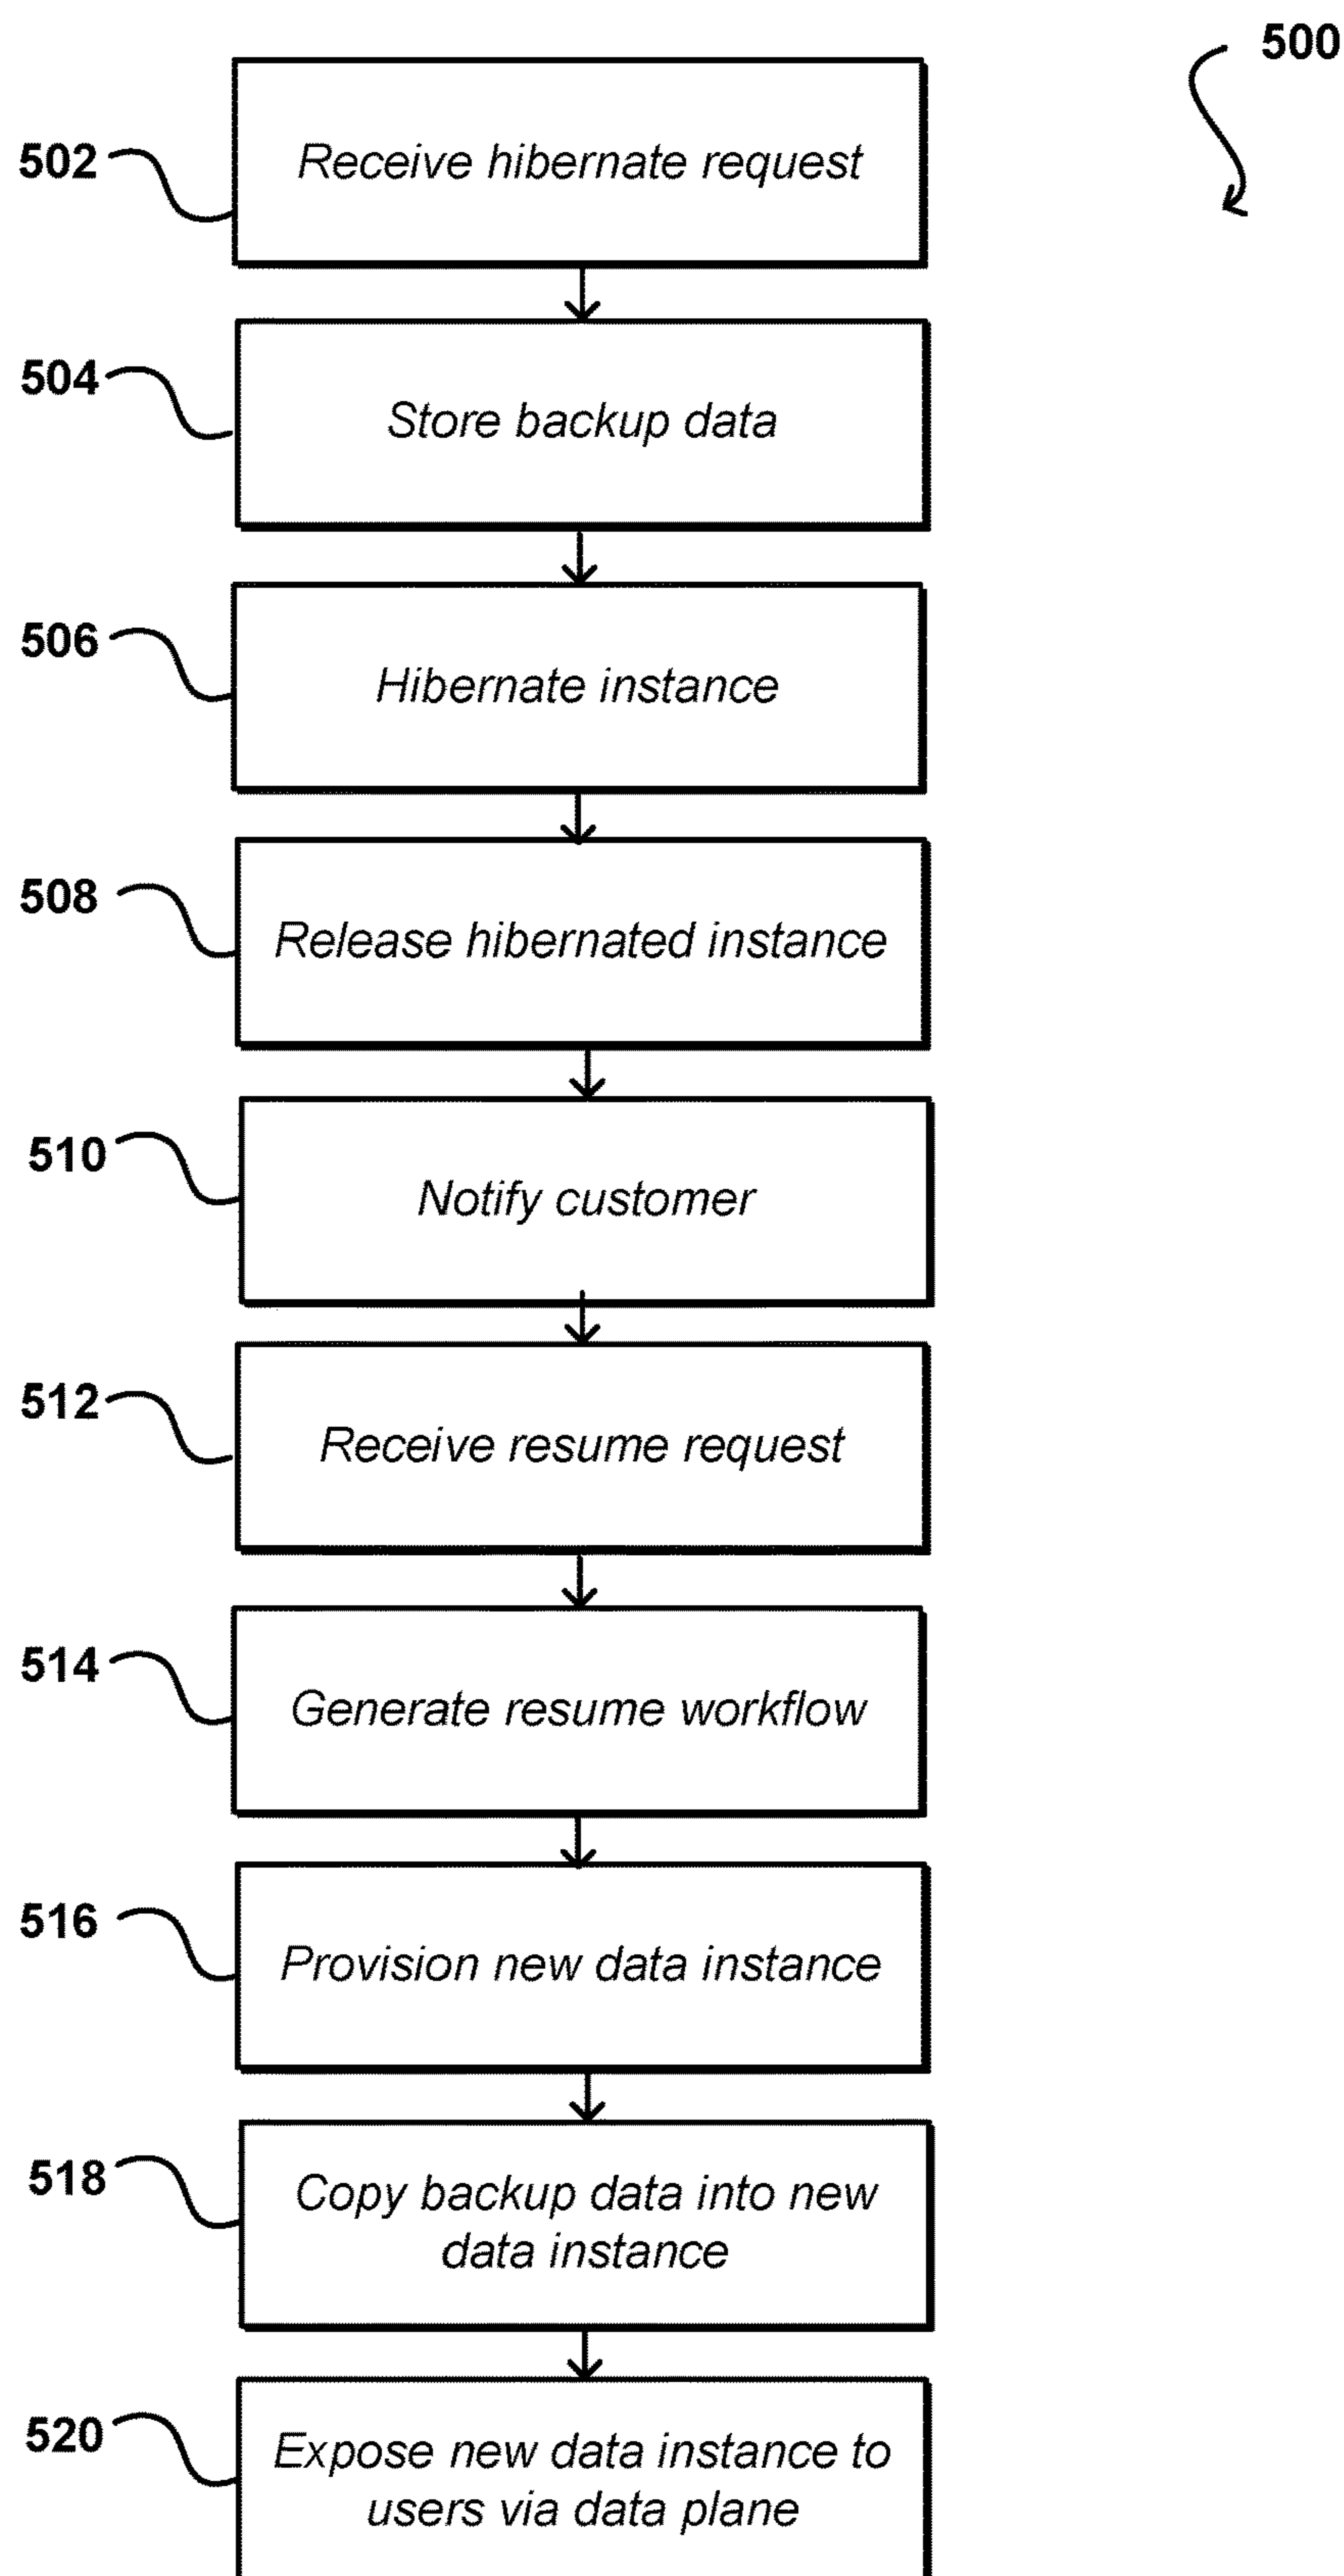 500
502
Receive hibernate request
504
Store backup data
506
Hibernate instance
508
Release hibernated instance
510
Notify customer
512
Receive resume request
514
Generate resume workflow
516
Provision new data instance
518
Copy backup data into new
data instance
520
Expose new data instance to
users via data plane